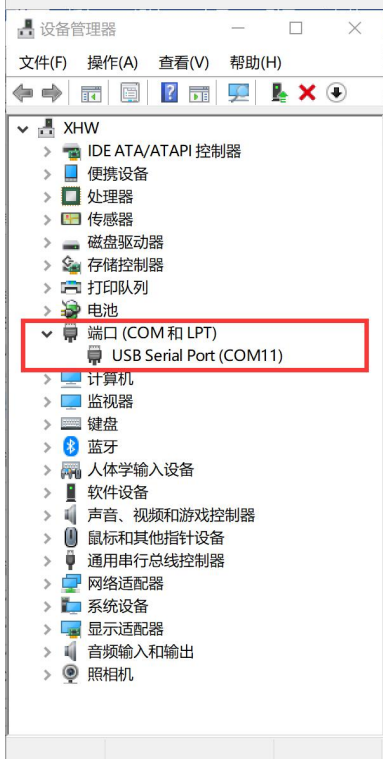 设备管理器
文件(F) 操作(A) 查看(V) 帮助(H)
XHW
IDE ATA/ATAPI 控制器
便携设备
处理器
传感器
磁盘驱动器
存储控制器
打印队列
电池
端口 (COM 和 LPT)
USB Serial Port (COM11)
计算机
监视器
键盘
蓝牙
人体学输入设备
软件设备
声音、视频和游戏控制器
鼠标和其他指针设备
通用串行总线控制器
网络适配器
系统设备
显示适配器
音频输入和输出
照相机